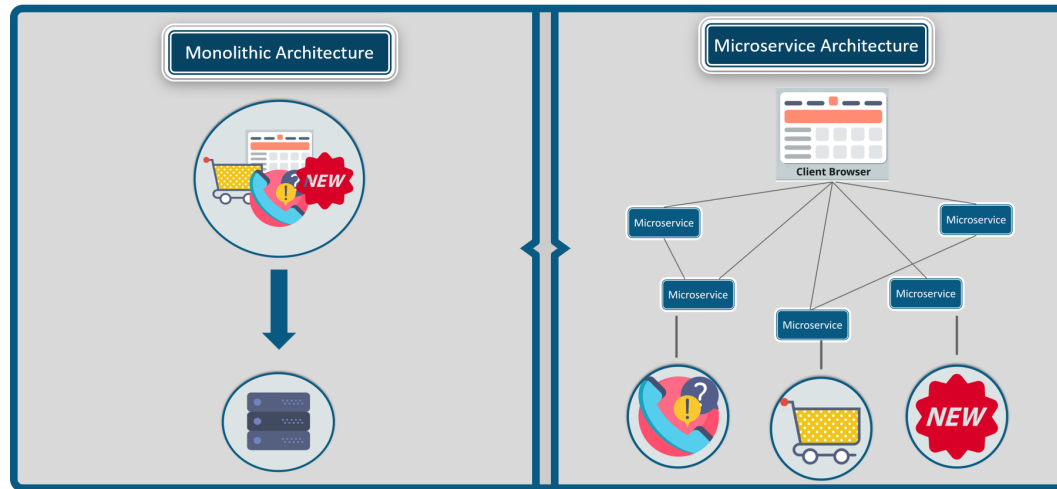 Monolithic Architecture
NEW
?
!
Microservice Architecture
Client Browser
Microservice
Microservice
Microservice
Microservice
Microservice
?
!
NEW